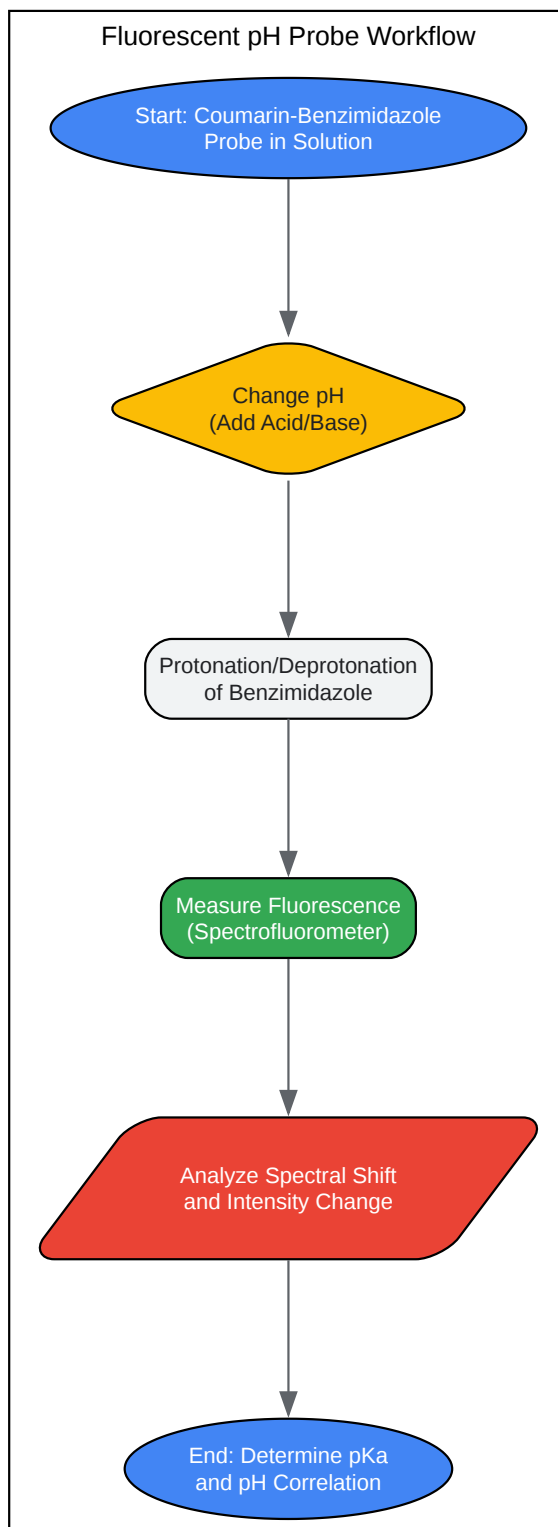 Fluorescent pH Probe Workflow
Start: Coumarin-Benzimidazole
Probe in Solution
Change pH
(Add Acid/Base)
Protonation/Deprotonation
of Benzimidazole
Measure Fluorescence
(Spectrofluorometer)
Analyze Spectral Shift
and Intensity Change
End: Determine pKa
and pH Correlation